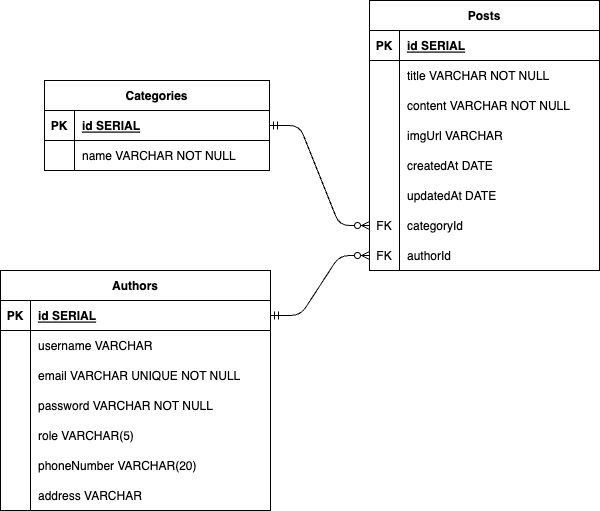 Posts
PK id SERIAL
title VARCHAR NOT NULL
content VARCHAR NOT NULL
imgUrl VARCHAR
createdAt DATE
updatedAt DATE
FK categoryId
FK authorId
Categories
PK id SERIAL
name VARCHAR NOT NULL
Authors
PK id SERIAL
username VARCHAR
email VARCHAR UNIQUE NOT NULL
password VARCHAR NOT NULL
role VARCHAR(5)
phoneNumber VARCHAR(20)
address VARCHAR